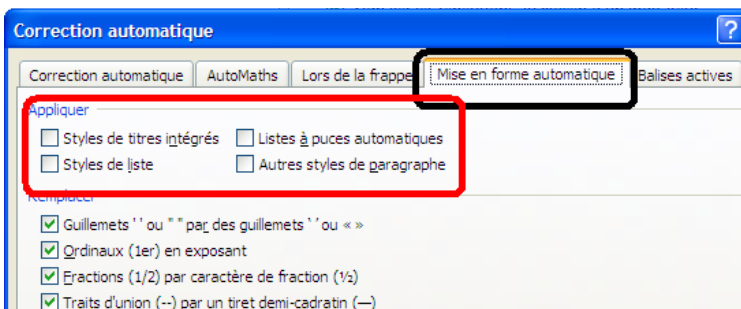 Correction automatique
?
Correction automatique AutoMaths Lors de la frappe Mise en forme automatique Balises actives
Appliquer
Styles de titres intégrés Listes à puces automatiques
Styles de liste Autres styles de paragraphe
Remplacer
Guillemets ' ' ou " " par des guillemets ‘ ’ ou « »
Ordinaux (1er) en exposant
Fractions (1/2) par caractère de fraction (½)
Traits d'union (--) par un tiret demi-cadratin (—)